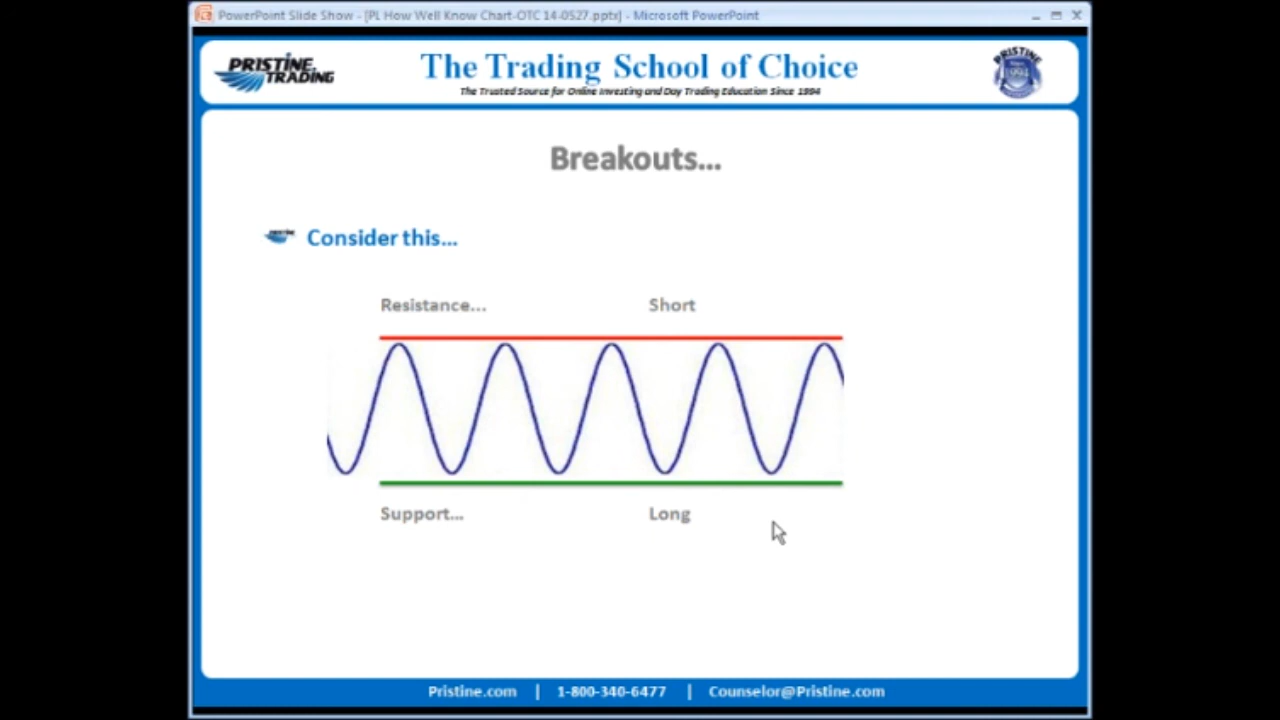 PowerPoint Slide Show - [PL How Well Know Chart-OTC 14-0527.pptx] - Microsoft PowerPoint
PRISTINE. TRADING
The Trading School of Choice
The Trusted Source for Online Investing and Day Trading Education Since 1994
PRISTINE
1994
Breakouts...
Consider this...
Resistance... Short
Support... Long
Pristine.com | 1-800-340-6477 | Counselor@Pristine.com